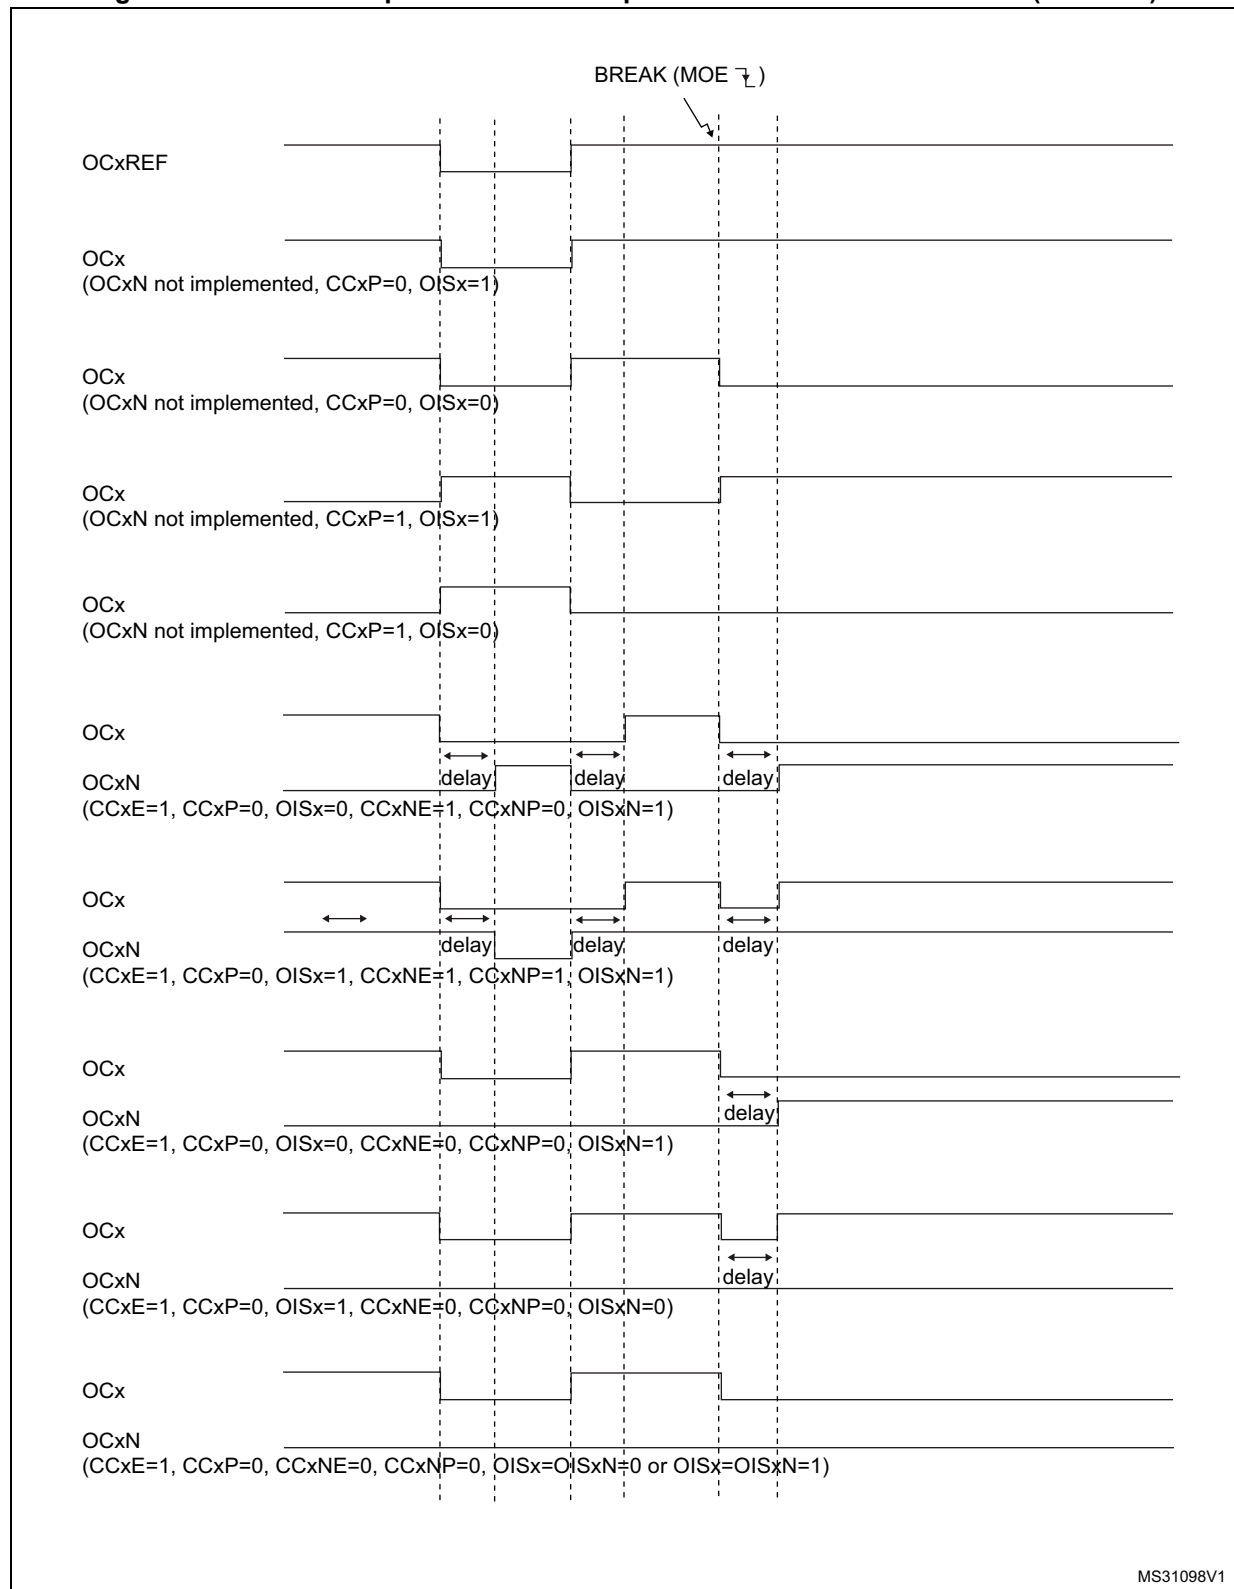 BREAK (MOE )
OCxREF
OCx
(OCxN not implemented, CCxP=0, OISx=1)
OCx
(OCxN not implemented, CCxP=0, OISx=0)
OCx
(OCxN not implemented, CCxP=1, OISx=1)
OCx
(OCxN not implemented, CCxP=1, OISx=0)
OCx
delay delay delay
OCxN
(CCxE=1, CCxP=0, OISx=0, CCxNE=1, CCxNP=0, OISxN=1)
OCx
delay delay delay
OCxN
(CCxE=1, CCxP=0, OISx=1, CCxNE=1, CCxNP=1, OISxN=1)
OCx
delay
OCxN
(CCxE=1, CCxP=0, OISx=0, CCxNE=0, CCxNP=0, OISxN=1)
OCx
delay
OCxN
(CCxE=1, CCxP=0, OISx=1, CCxNE=0, CCxNP=0, OISxN=0)
OCx
OCxN
(CCxE=1, CCxP=0, CCxNE=0, CCxNP=0, OISx=OISxN=0 or OISx=OISxN=1)
MS31098V1